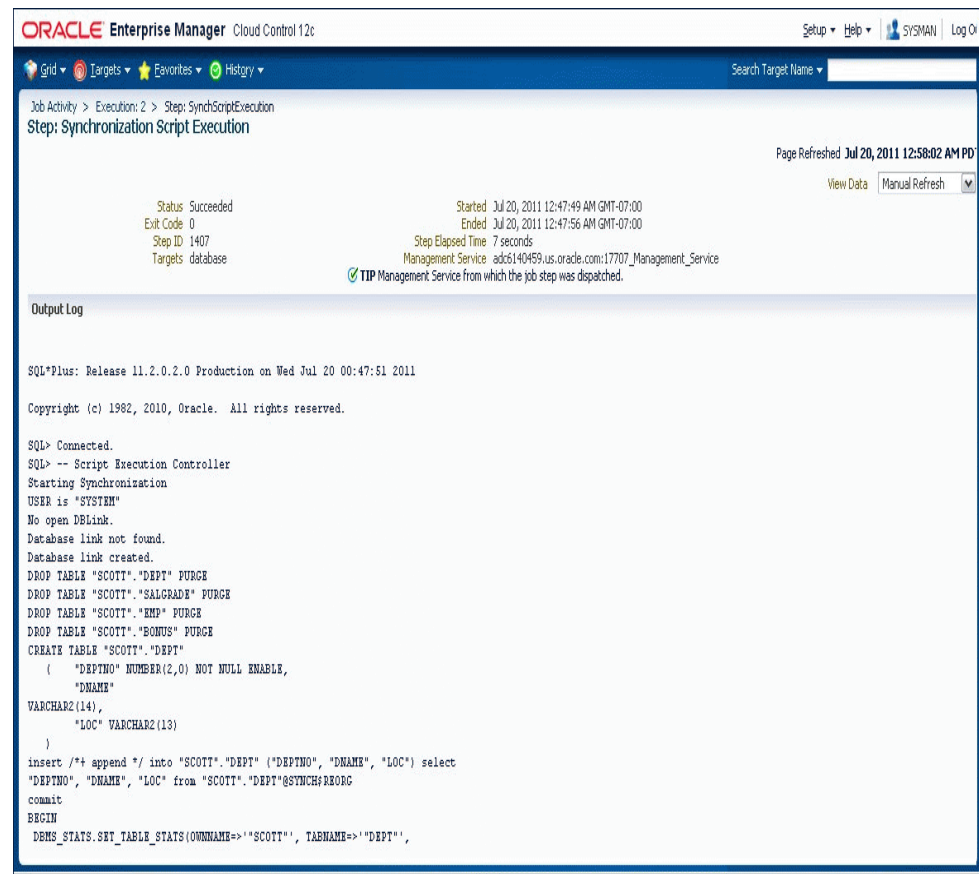 ORACLE Enterprise Manager Cloud Control 12c
Setup Help SYSMAN Log
Grid Targets Favorites History Search Target Name
Job Activity > Execution: 2 > Step: SynchScriptExecution
Step: Synchronization Script Execution
Page Refreshed Jul 20, 2011 12:58:02 AM PD
View Data Manual Refresh
Status Succeeded
Exit Code 0
Step ID 1407
Targets database
Started Jul 20, 2011 12:47:49 AM GMT-07:00
Ended Jul 20, 2011 12:47:56 AM GMT-07:00
Step Elapsed Time 7 seconds
Management Service adc6140459.us.oracle.com:17707_Management_Service
TIP Management Service from which the job step was dispatched.
Output Log
SQL*Plus: Release 11.2.0.2.0 Production on Wed Jul 20 00:47:51 2011
Copyright (c) 1982, 2010, Oracle. All rights reserved.
SQL> Connected.
SQL> -- Script Execution Controller
Starting Synchronization
USER is "SYSTEM"
No open DBLink.
Database link not found.
Database link created.
DROP TABLE "SCOTT"."DEPT" PURGE
DROP TABLE "SCOTT"."SALGRADE" PURGE
DROP TABLE "SCOTT"."EMP" PURGE
DROP TABLE "SCOTT"."BONUS" PURGE
CREATE TABLE "SCOTT"."DEPT"
( "DEPTNO" NUMBER(2,0) NOT NULL ENABLE,
"DNAME"
VARCHAR2(14),
"LOC" VARCHAR2(13)
)
insert /*+ append */ into "SCOTT"."DEPT" ("DEPTNO", "DNAME", "LOC") select
"DEPTNO", "DNAME", "LOC" from "SCOTT"."DEPT"@SYNCH$REORG
commit
BEGIN
DBMS_STATS.SET_TABLE_STATS(OWNNAME=>'"SCOTT"', TABNAME=>'"DEPT"',